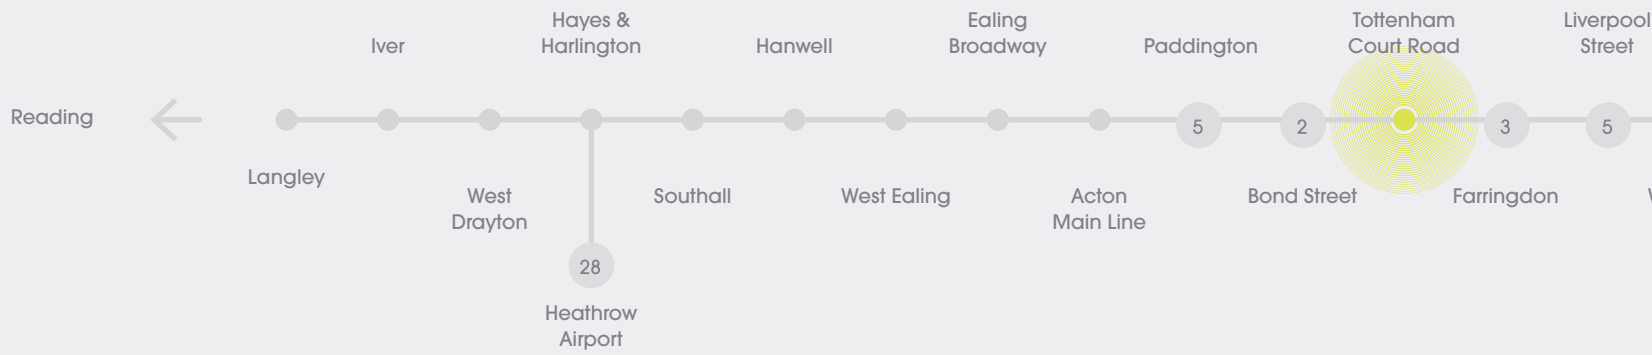 Reading
Langley
Iver
West
Drayton
Hayes &
Harlington
28
Heathrow
Airport
Southall
Hanwell
West Ealing
Ealing
Broadway
Acton
Main Line
Paddington
5
2
Bond Street
Tottenham
Court Road
3
Farringdon
Liverpool
Street
5